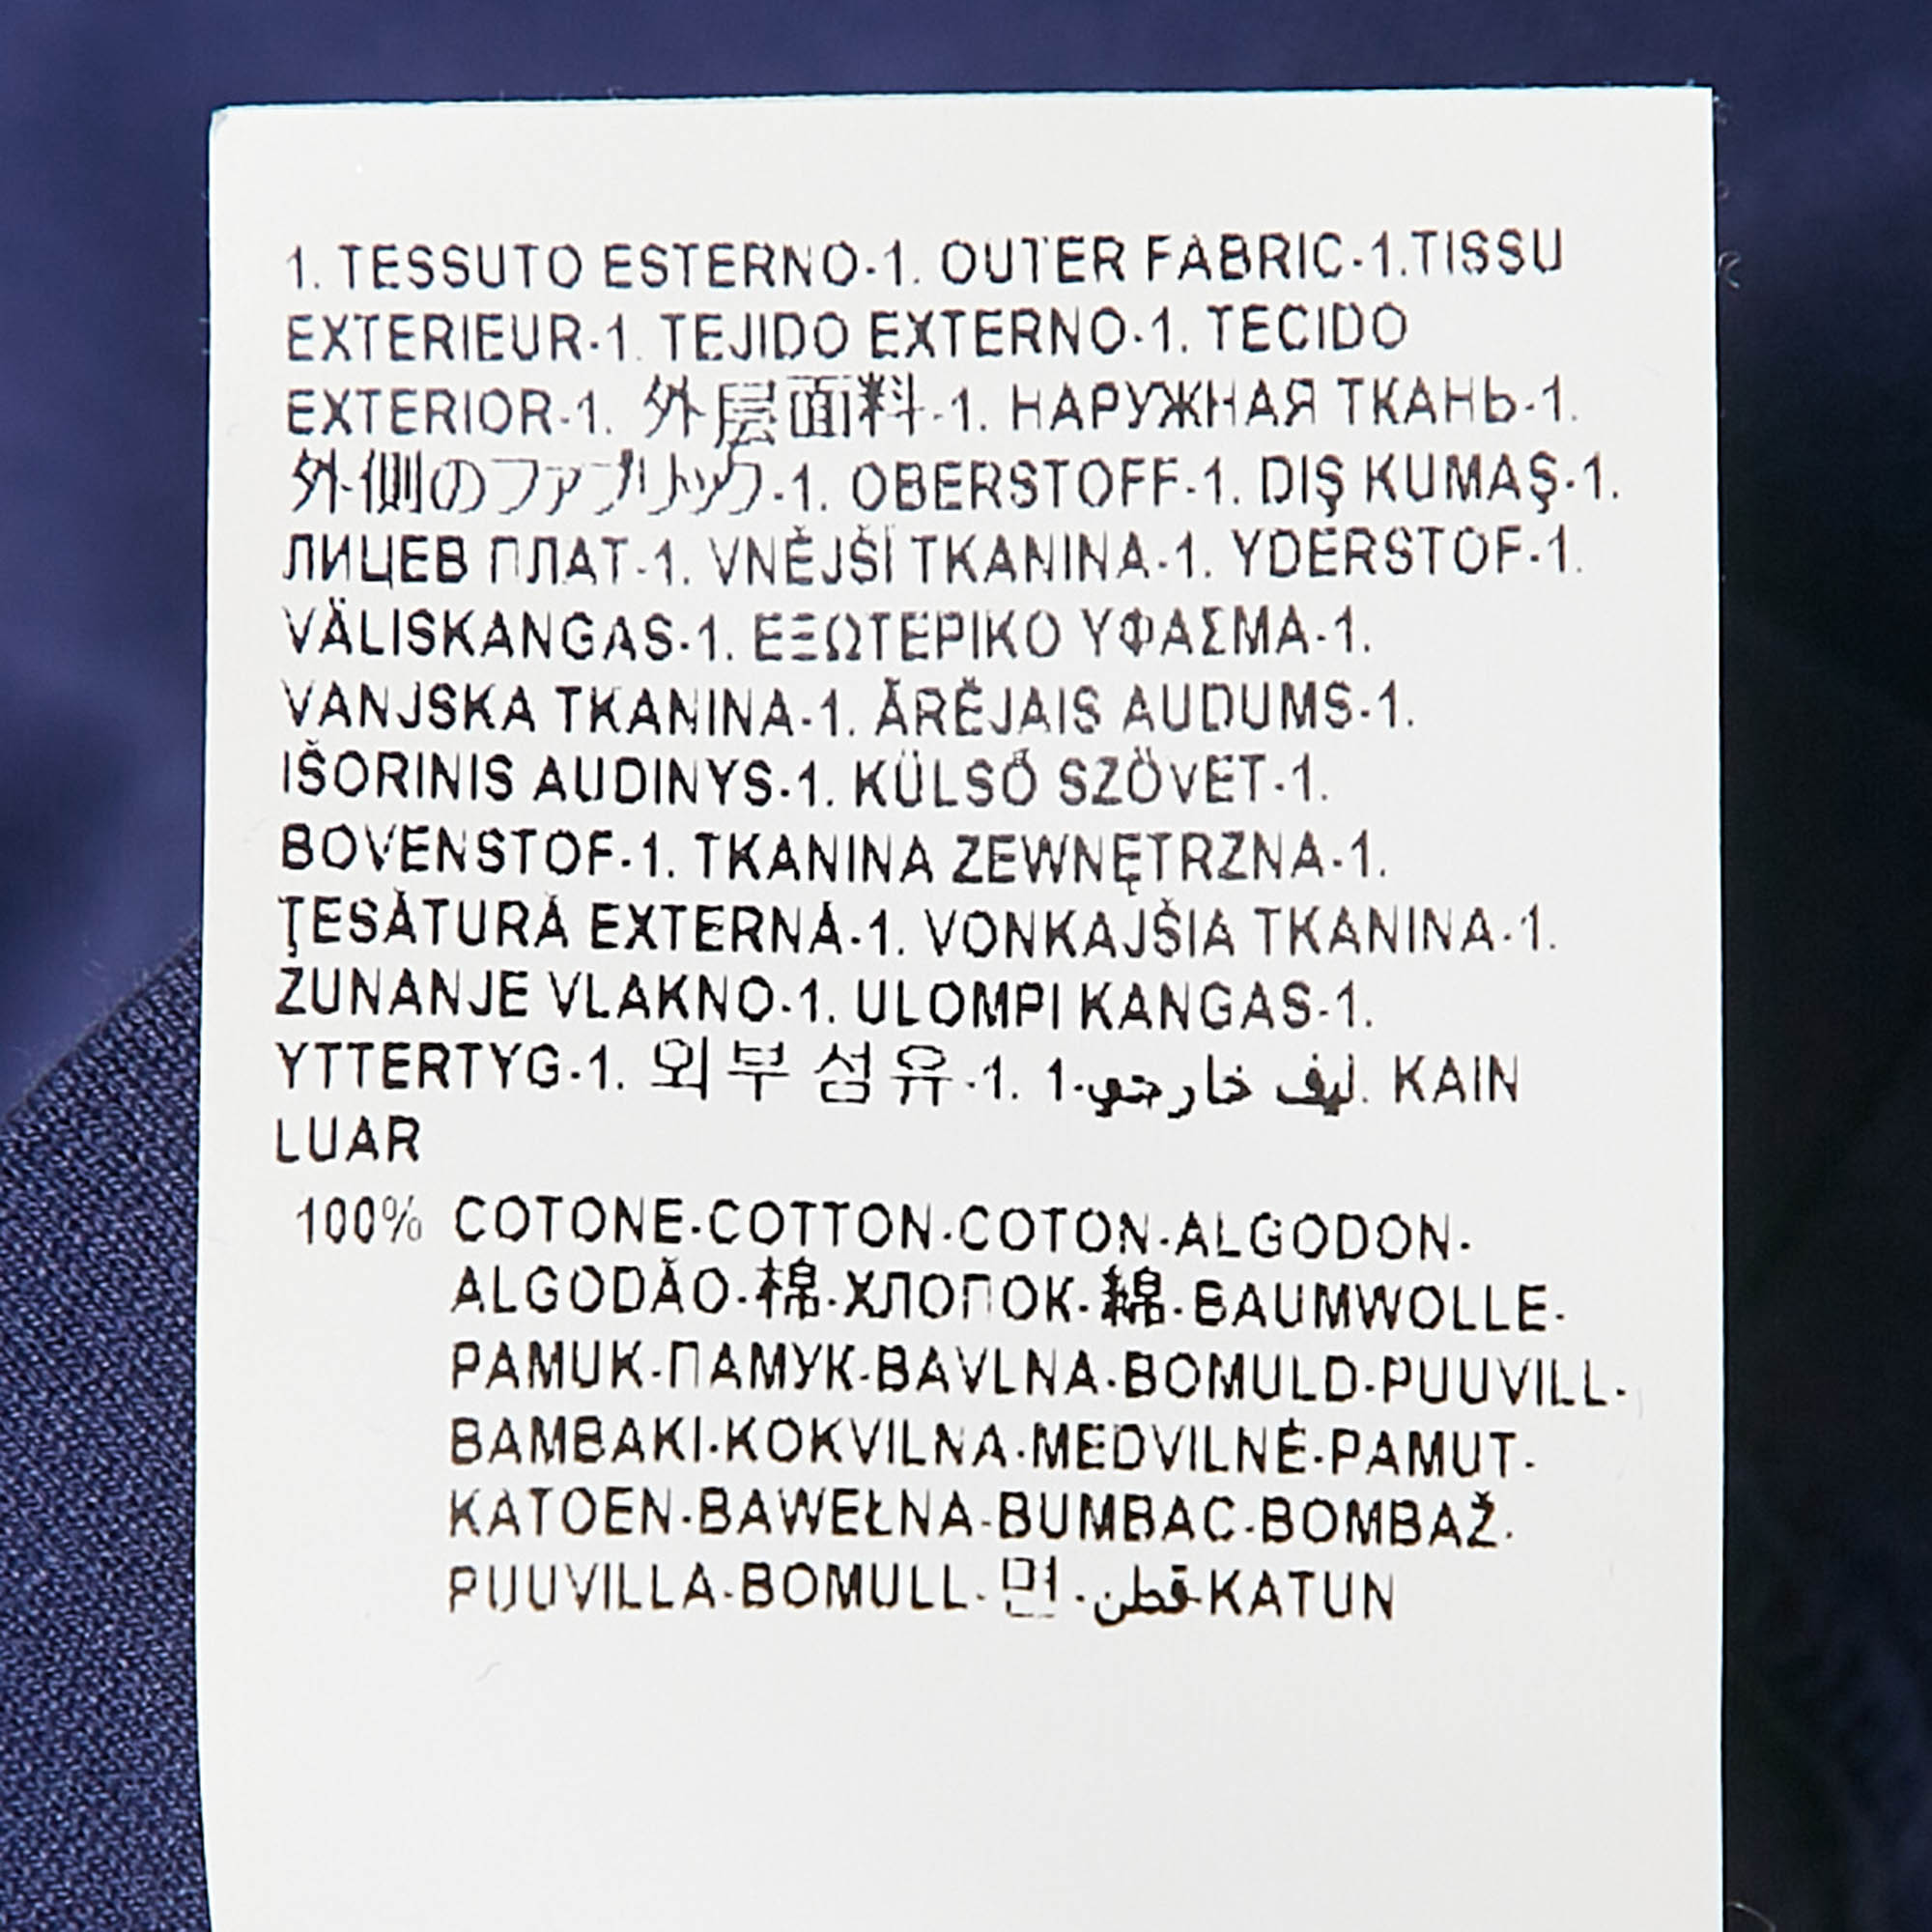 1. TESSUTO ESTERNO-1. OUTER FABRIC-1.TISSU
EXTERIEUR-1. TEJIDO EXTERNO-1. TECIDO
EXTERIOR-1. 外层面料-1. НАРУЖНАЯ ТКАНЬ-1.
外側のファブリック-1. OBERSTOFF-1. DIŞ KUMAŞ-1.
ЛИЦЕВ ПЛАТ-1. VNĚJŠÍ TKANINA-1. YDERSTOF-1.
VÄLISKANGAS-1. ΕΞΩΤΕΡΙΚΟ ΥΦΑΣΜΑ-1.
VANJSKA TKANINA-1. ĀRĒJAIS AUDUMS-1.
IŠORINIS AUDINYS-1. KÜLSŐ SZÖVET-1.
BOVENSTOF-1. TKANINA ZEWNĘTRZNA-1.
ŢESĂTURĂ EXTERNĂ-1. VONKAJŠIA TKANINA-1.
ZUNANJE VLAKNO-1. ULOMPI KANGAS-1.
YTTERTYG-1. 외부 섬유-1. ليف خارجي-1. KAIN
LUAR
100% COTONE-COTTON-COTON-ALGODON-
ALGODÃO-棉-ХЛОПОК-綿-BAUMWOLLE-
PAMUK-ПАМУК-BAVLNA-BOMULD-PUUVILL-
BAMBAKI-KOKVILNA-MEDVILNĖ-PAMUT-
KATOEN-BAWEŁNA-BUMBAC-BOMBAŽ-
PUUVILLA-BOMULL-면-قطن-KATUN